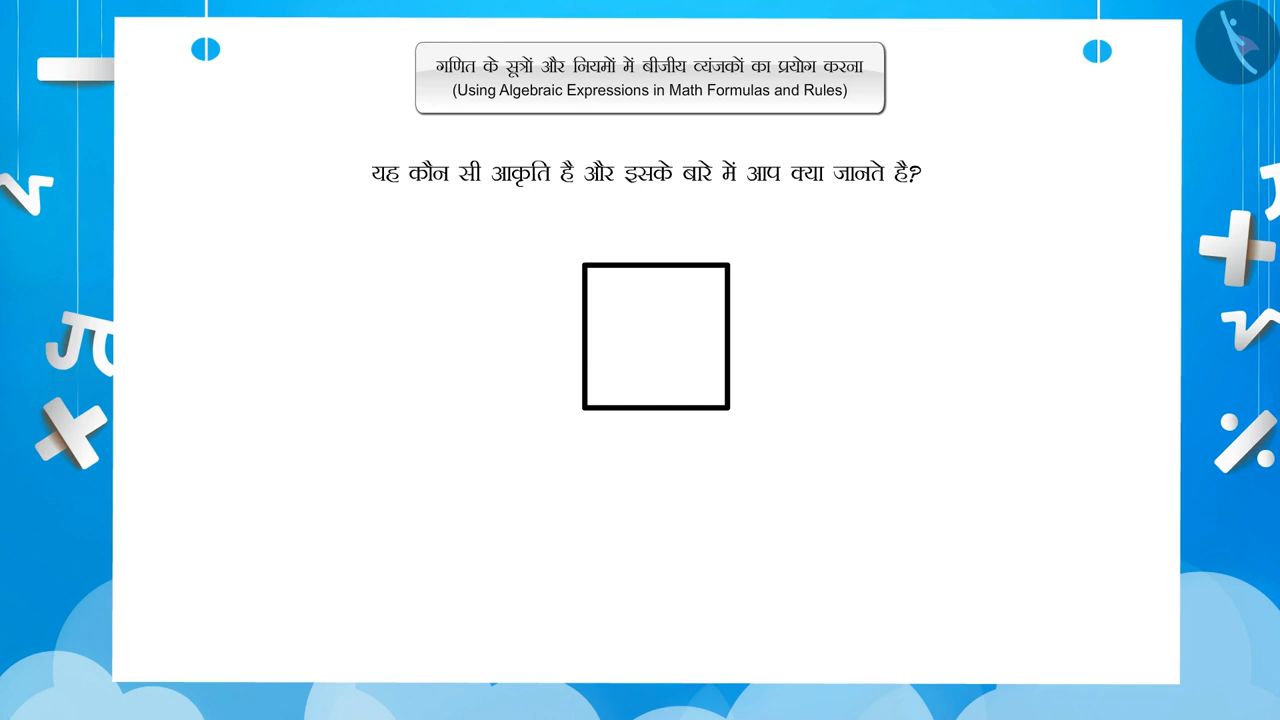 गणित के सूत्रों और नियमों में बीजीय व्यंजकों का प्रयोग करना
(Using Algebraic Expressions in Math Formulas and Rules)
यह कौन सी आकृति है और इसके बारे में आप क्या जानते है?